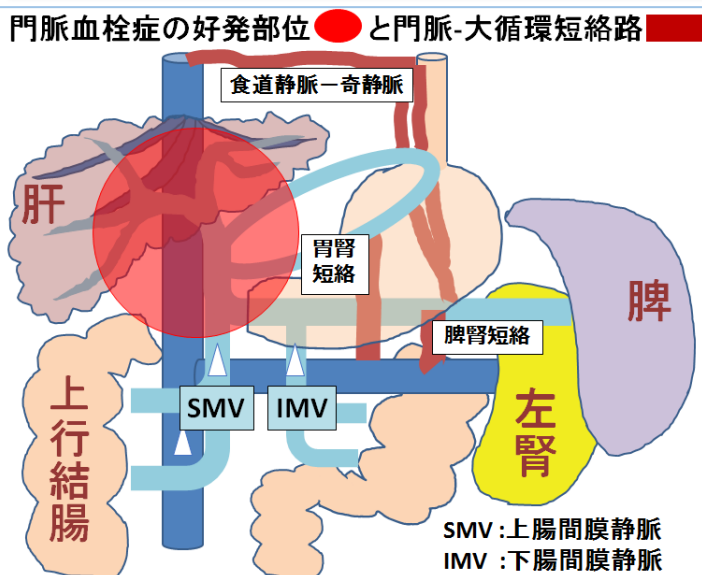 門脈血栓症の好発部位 と門脈-大循環短絡路
食道静脈－奇静脈
肝
胃腎
短絡
脾
脾腎短絡
SMV
IMV
上行結腸
左腎
SMV :上腸間膜静脈
IMV :下腸間膜静脈